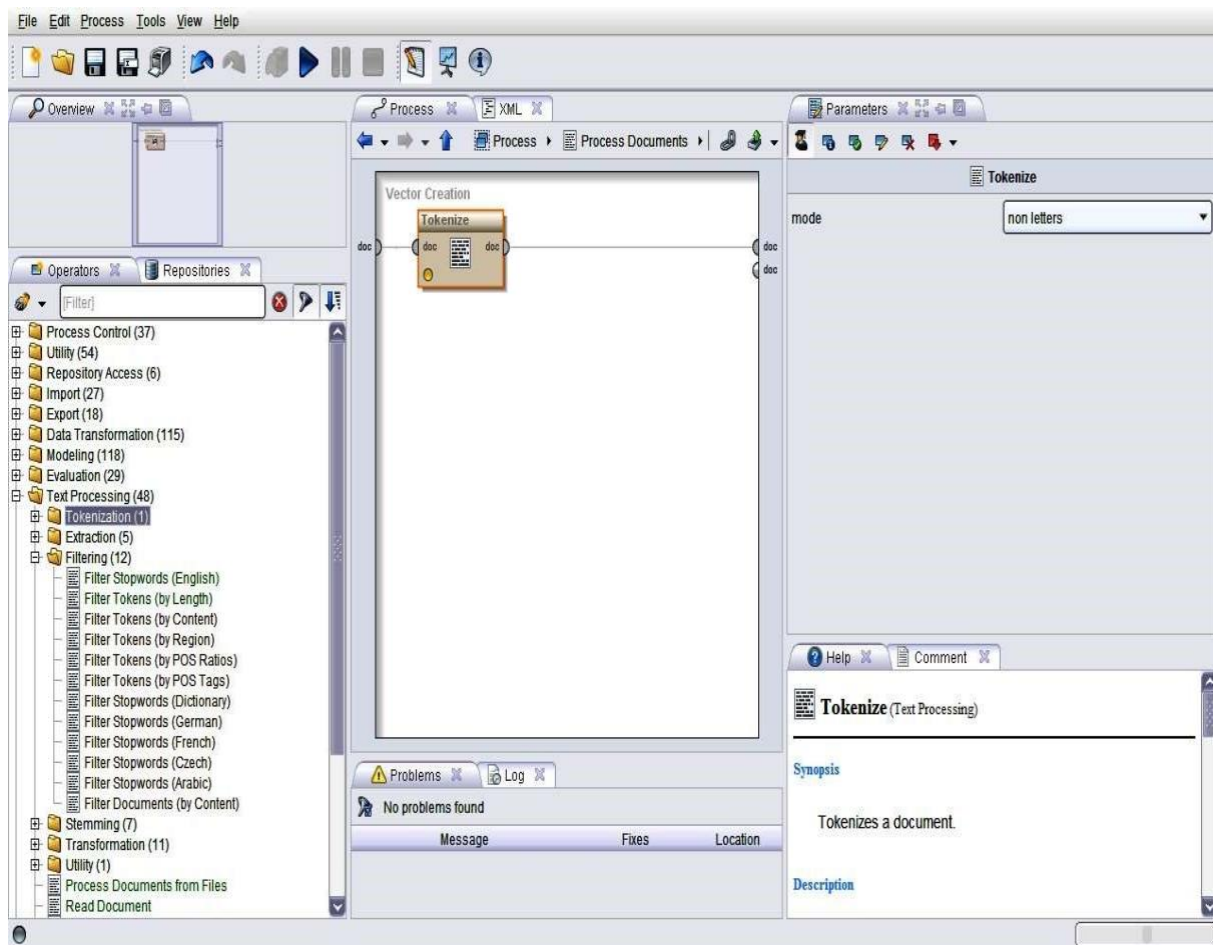 File Edit Process Tools View Help
Overview
Process
XML
Parameters
Process
Process Documents
Tokenize
mode
non letters
Vector Creation
Tokenize
doc
doc
doc
doc
doc
Operators
Repositories
[Filter]
Process Control (37)
Utility (54)
Repository Access (6)
Import (27)
Export (18)
Data Transformation (115)
Modeling (118)
Evaluation (29)
Text Processing (48)
Tokenization (1)
Extraction (5)
Filtering (12)
Filter Stopwords (English)
Filter Tokens (by Length)
Filter Tokens (by Content)
Filter Tokens (by Region)
Filter Tokens (by POS Ratios)
Filter Tokens (by POS Tags)
Filter Stopwords (Dictionary)
Filter Stopwords (German)
Filter Stopwords (French)
Filter Stopwords (Czech)
Filter Stopwords (Arabic)
Filter Documents (by Content)
Stemming (7)
Transformation (11)
Utility (1)
Process Documents from Files
Read Document
Problems
Log
No problems found
Message Fixes Location
Help
Comment
Tokenize (Text Processing)
Synopsis
Tokenizes a document.
Description